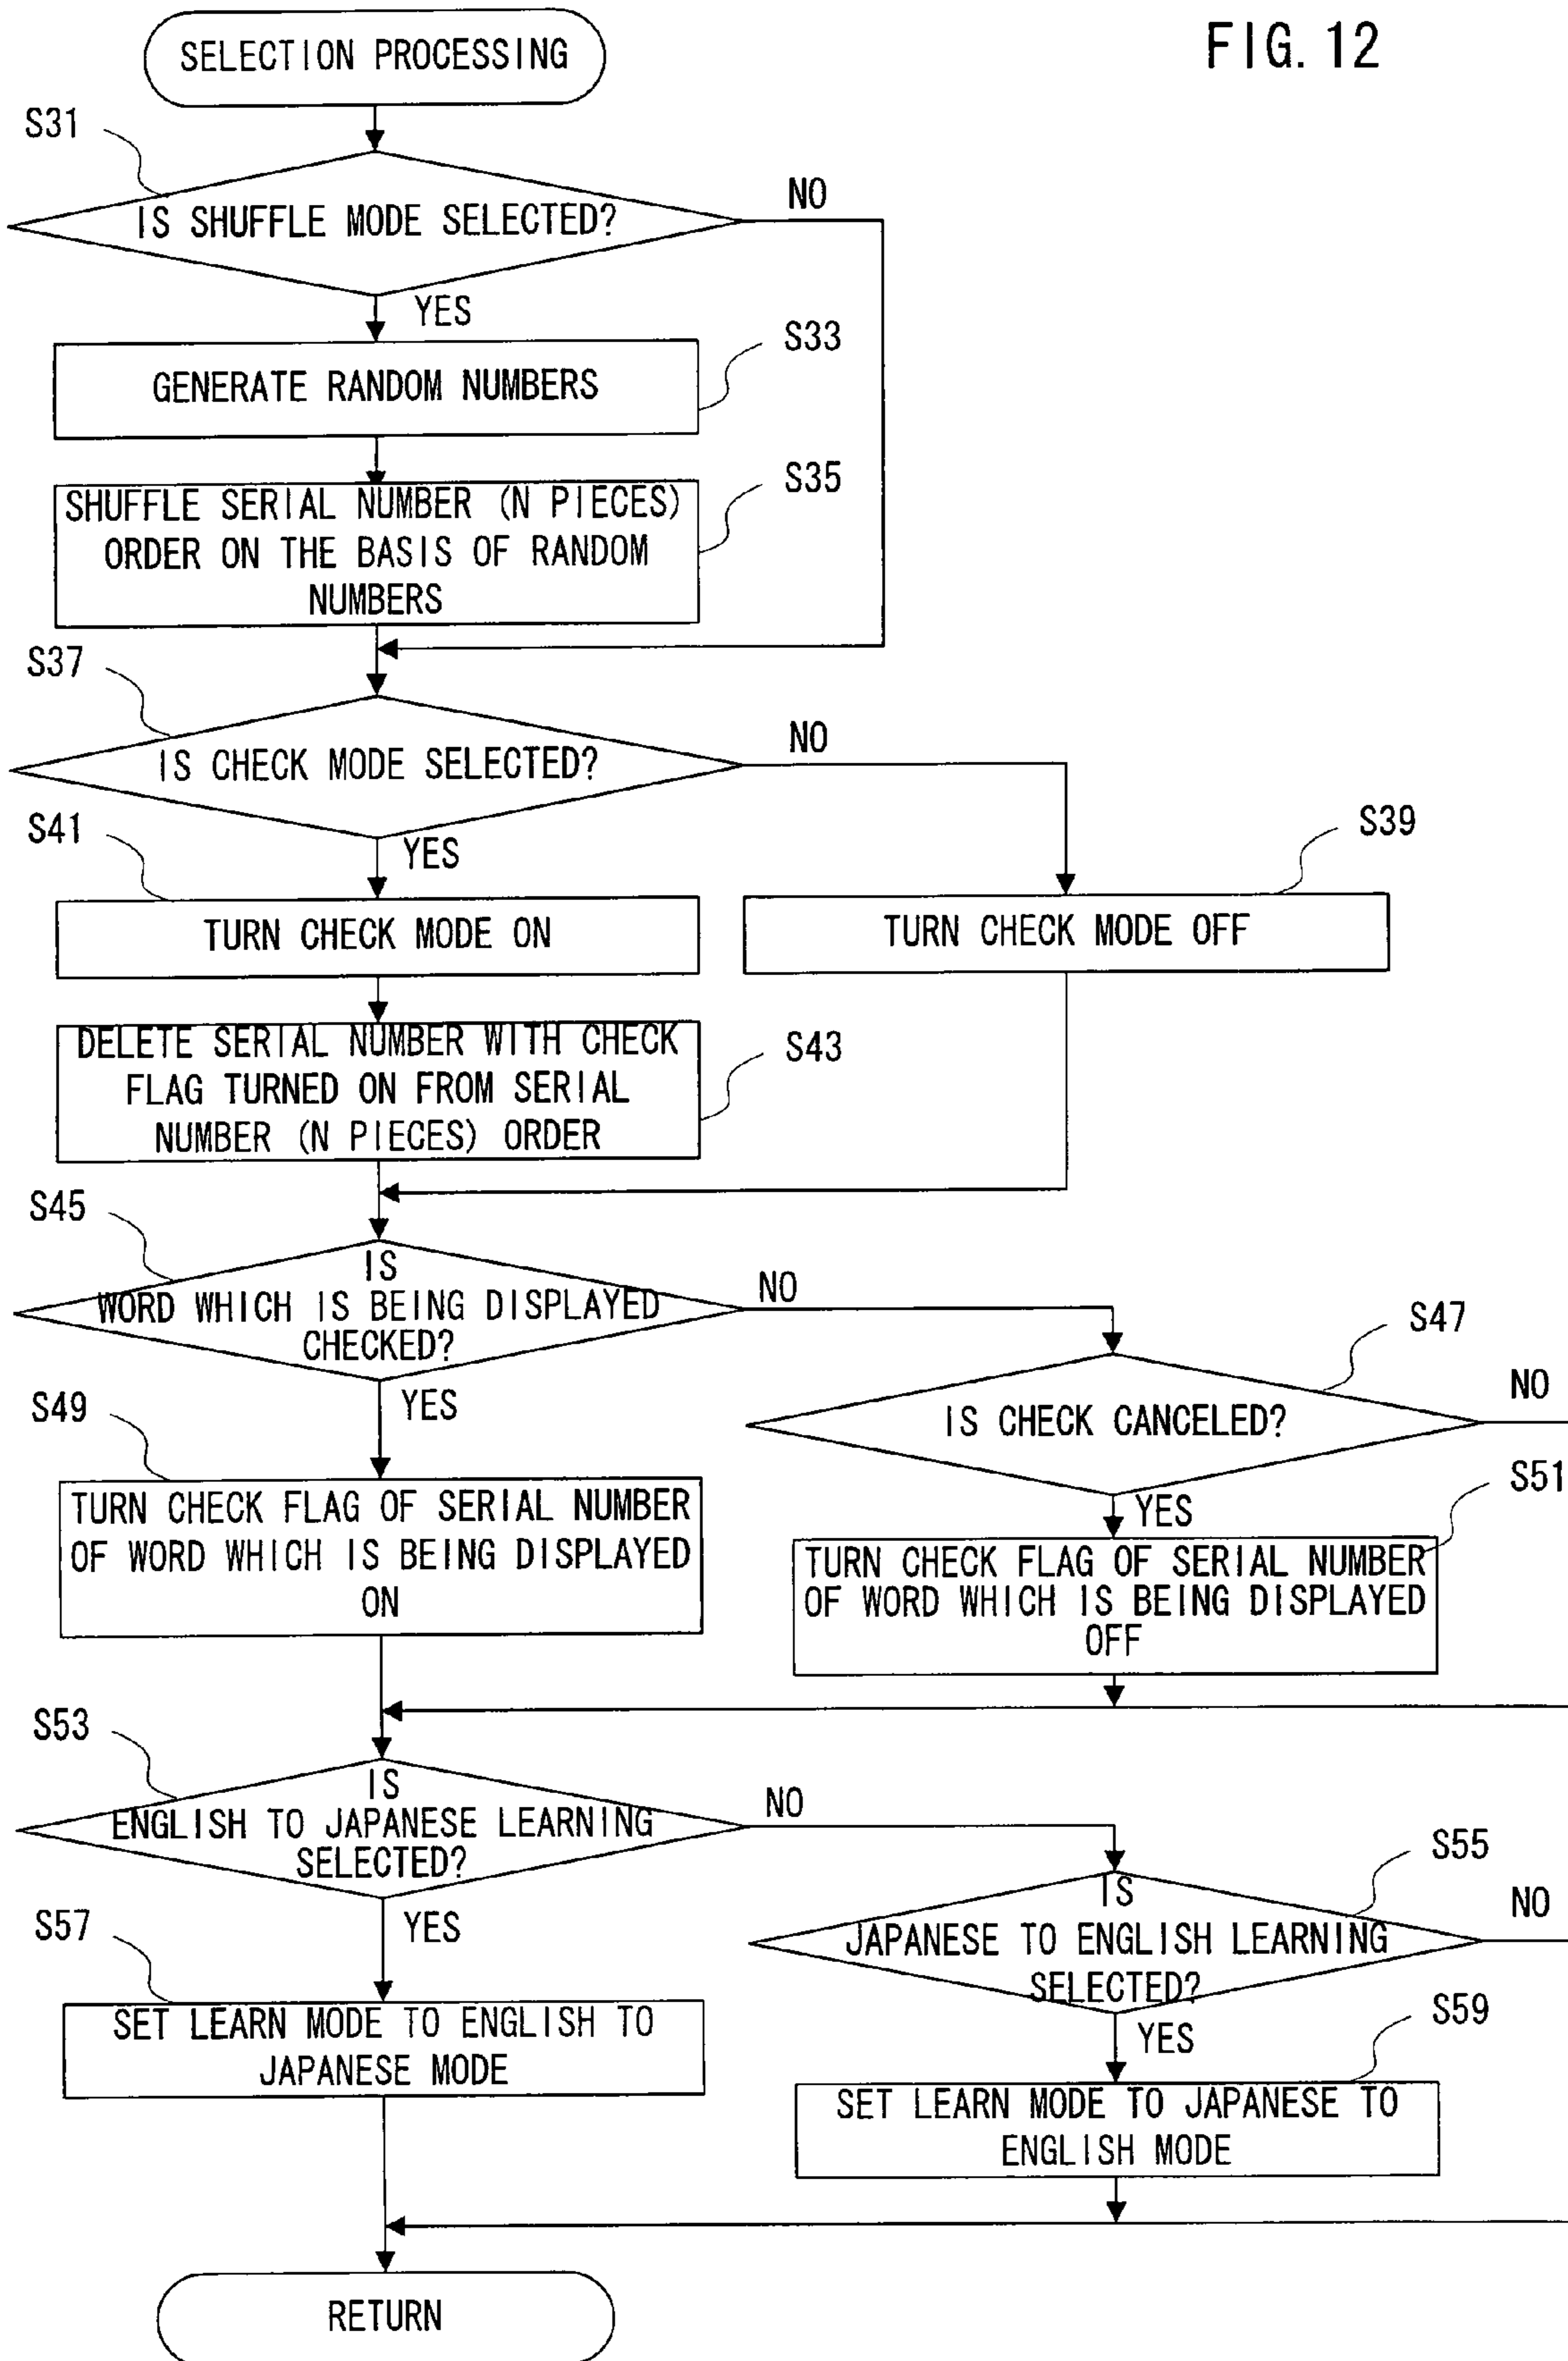 FIG. 12
SELECTION PROCESSING
S31
IS SHUFFLE MODE SELECTED?
NO
YES
S33
GENERATE RANDOM NUMBERS
S35
SHUFFLE SERIAL NUMBER (N PIECES)
ORDER ON THE BASIS OF RANDOM
NUMBERS
S37
IS CHECK MODE SELECTED?
NO
YES
S41
TURN CHECK MODE ON
S39
TURN CHECK MODE OFF
S43
DELETE SERIAL NUMBER WITH CHECK
FLAG TURNED ON FROM SERIAL
NUMBER (N PIECES) ORDER
S45
IS
WORD WHICH IS BEING DISPLAYED
CHECKED?
NO
YES
S47
IS CHECK CANCELED?
NO
YES
S49
TURN CHECK FLAG OF SERIAL NUMBER
OF WORD WHICH IS BEING DISPLAYED
ON
S51
TURN CHECK FLAG OF SERIAL NUMBER
OF WORD WHICH IS BEING DISPLAYED
OFF
S53
IS
ENGLISH TO JAPANESE LEARNING
SELECTED?
NO
YES
S55
IS
JAPANESE TO ENGLISH LEARNING
SELECTED?
NO
YES
S57
SET LEARN MODE TO ENGLISH TO
JAPANESE MODE
S59
SET LEARN MODE TO JAPANESE TO
ENGLISH MODE
RETURN